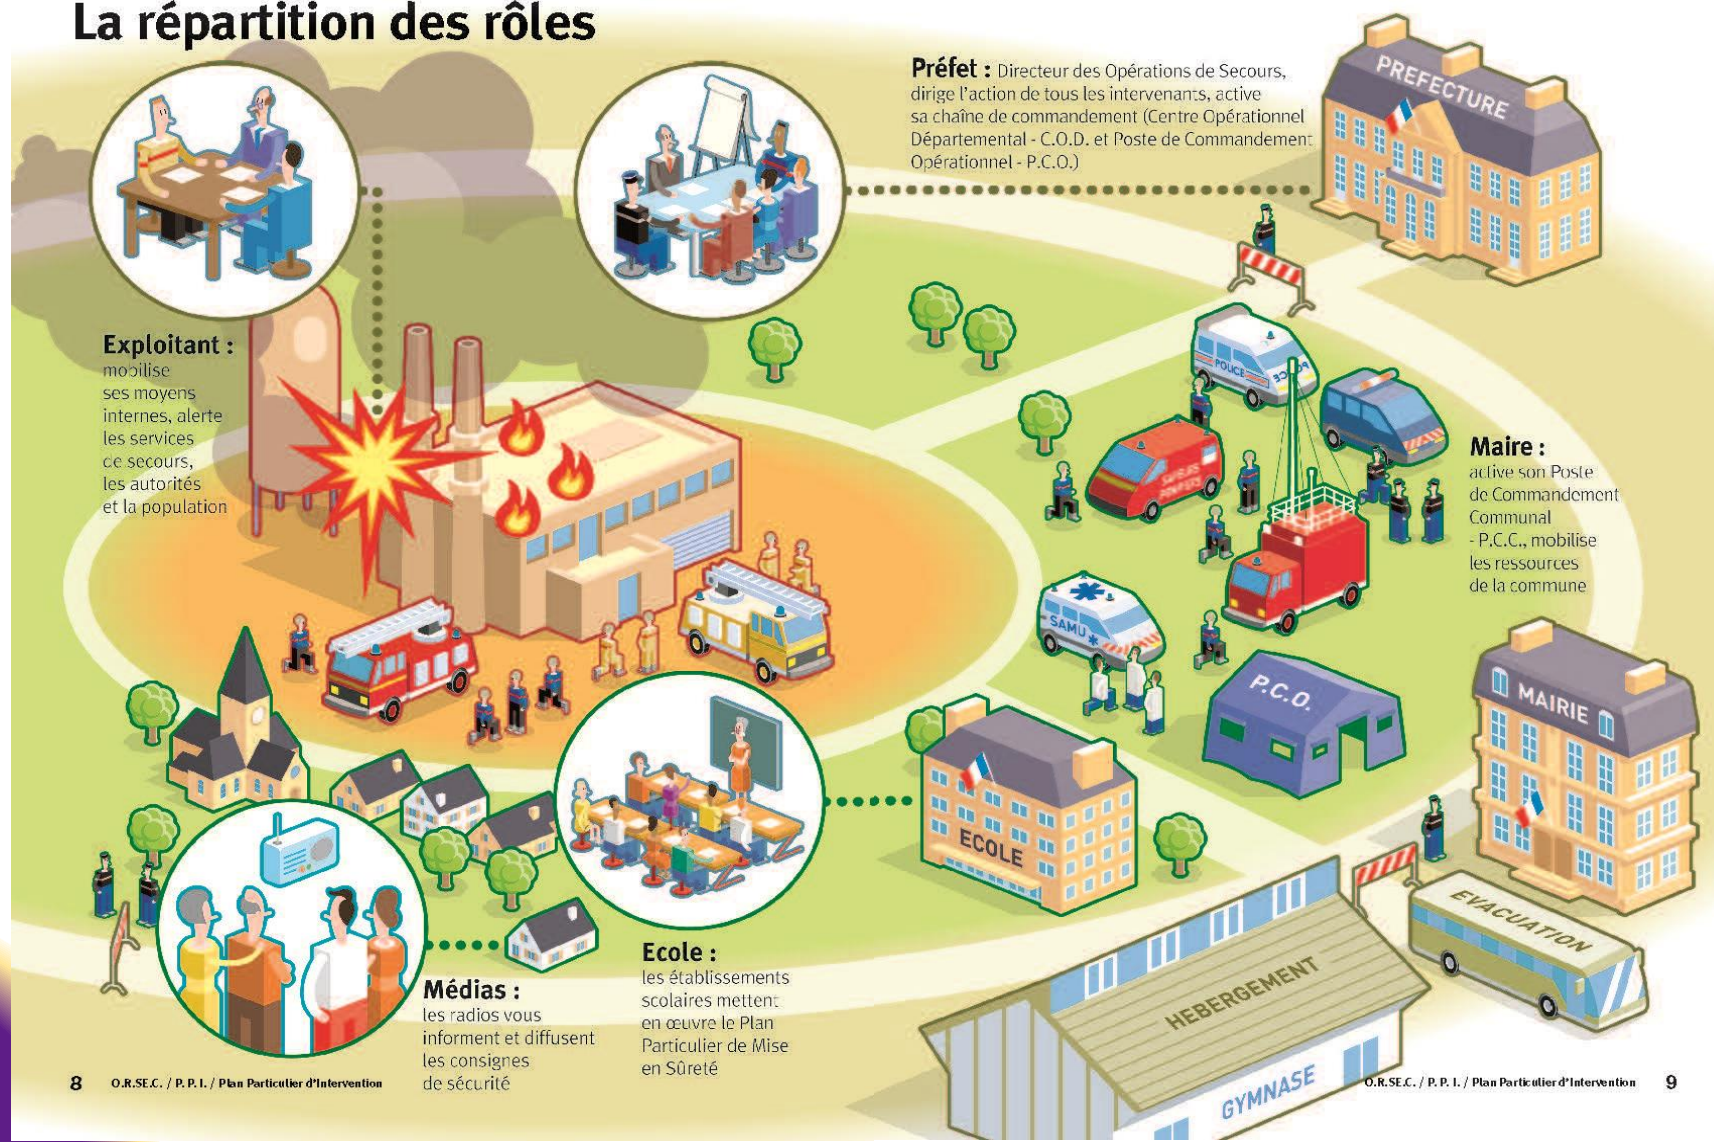 La répartition des rôles
Préfet : Directeur des Opérations de Secours,
dirige l'action de tous les intervenants, active
sa chaîne de commandement (Centre Opérationnel
Départemental - C.O.D. et Poste de Commandement
Opérationnel - P.C.O.)
PREFECTURE
Exploitant :
mobilise
ses moyens
internes, alerte
les services
de secours,
les autorités
et la population
POLICE
POLICE
SAPEURS
POMPIERS
Maire :
active son Poste
de Commandement
Communal
- P.C.C., mobilise
les ressources
de la commune
SAMU
P.C.O.
MAIRIE
ECOLE
EVACUATION
HEBERGEMENT
GYMNASE
Ecole :
les établissements
scolaires mettent
en œuvre le Plan
Particulier de Mise
en Sûreté
Médias :
les radios vous
informent et diffusent
les consignes
de sécurité
8 O.R.SE.C. / P. P. I. / Plan Particulier d'Intervention
O.R.SE.C. / P. P. I. / Plan Particulier d'Intervention 9